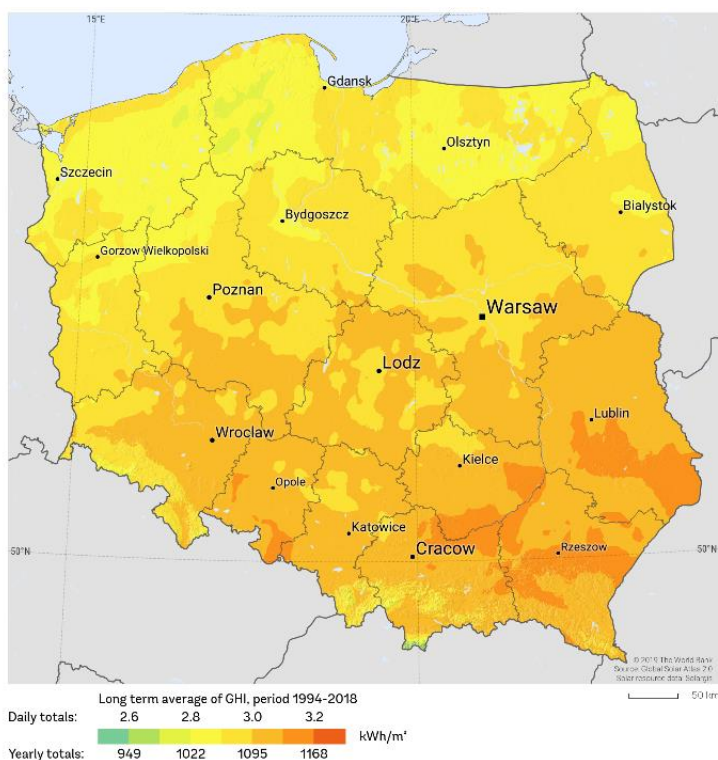 15°E
20°E
Gdansk
Olsztyn
Szczecin
Bialystok
Bydgoszcz
Gorzow Wielkopolski
Poznan
Warsaw
Lodz
Lublin
Wroclaw
Kielce
Opole
Katowice
50°N
Cracow
Rzeszow
50°N
© 2019 The World Bank
Source: Global Solar Atlas 2.0
Solar resource data: Solargis
50 km
Long term average of GHI, period 1994-2018
Daily totals: 2.6 2.8 3.0 3.2
kWh/m²
Yearly totals: 949 1022 1095 1168